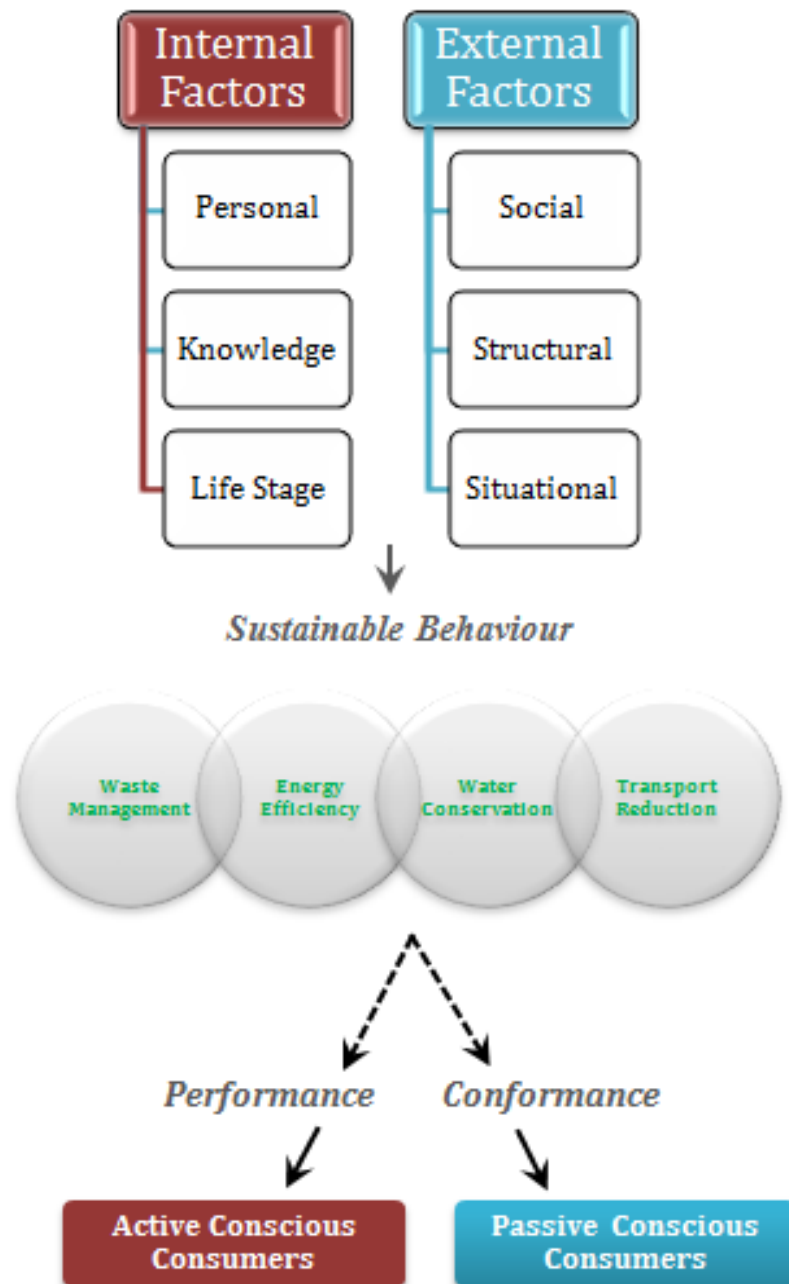 Internal
Factors
External
Factors
Personal
Social
Knowledge
Structural
Life Stage
Situational
Sustainable Behaviour
Waste
Management
Energy
Efficiency
Water
Conservation
Transport
Reduction
Performance
Conformance
Active Conscious
Consumers
Passive Conscious
Consumers